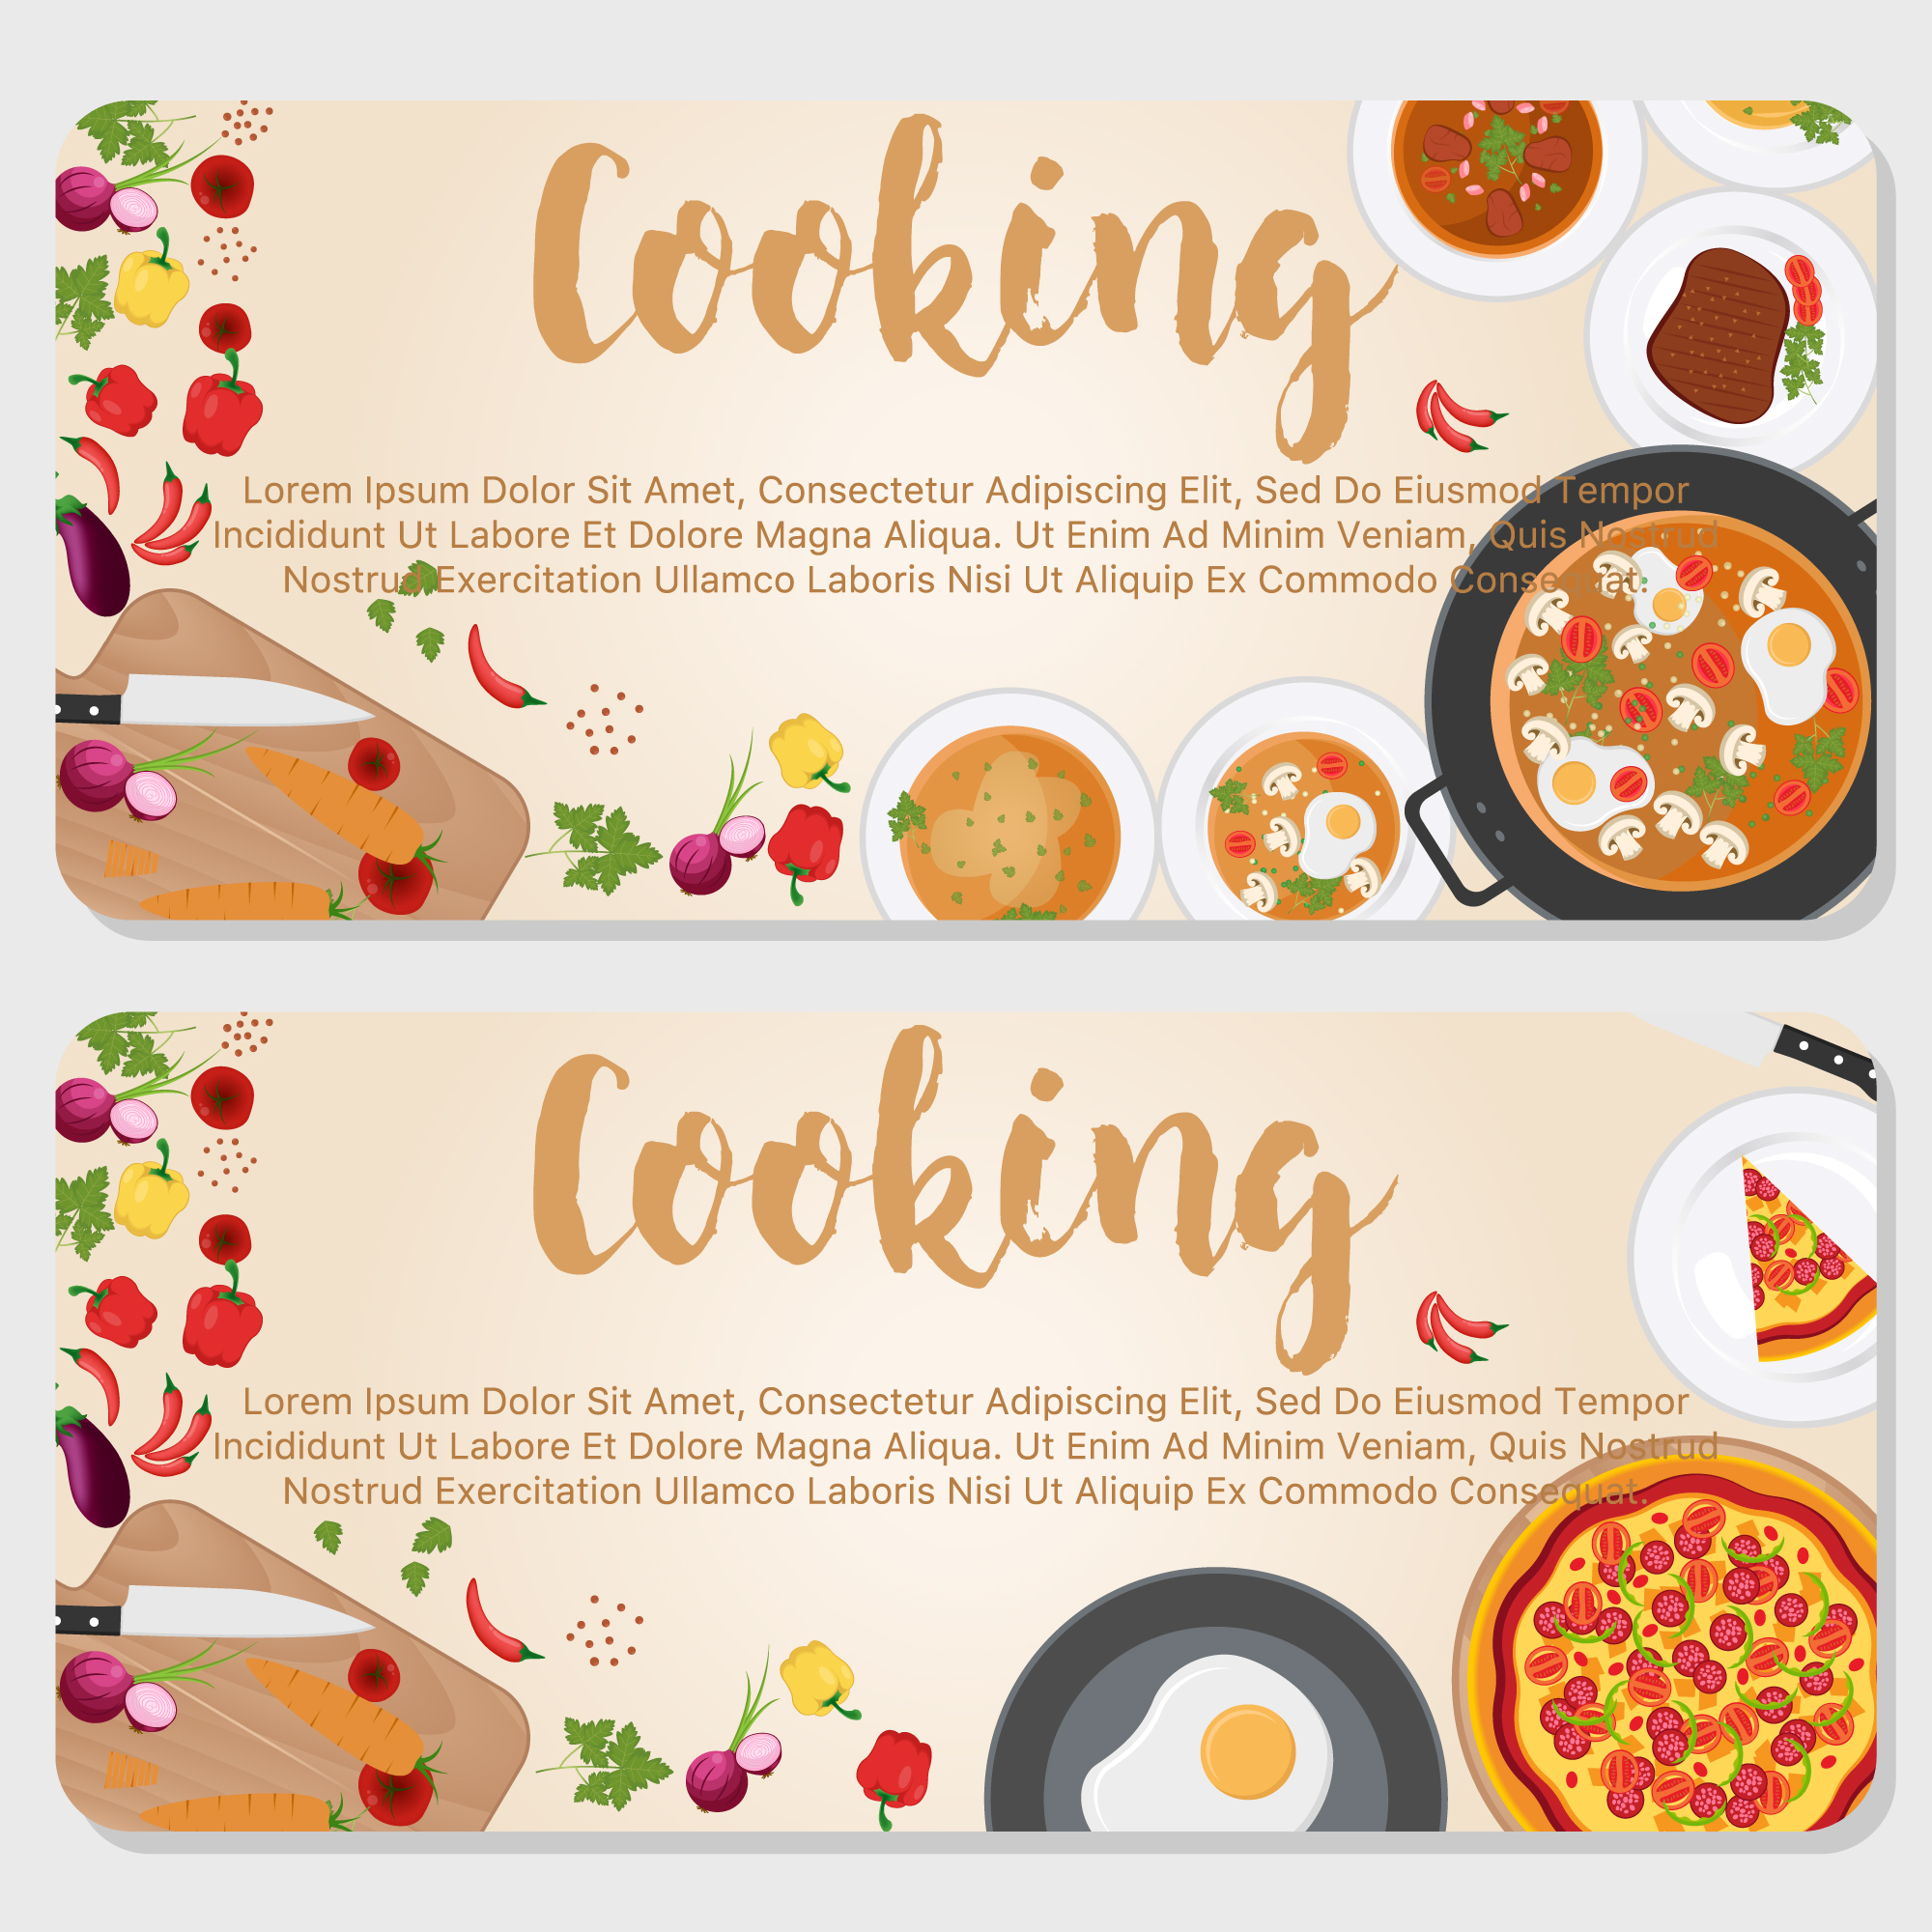 Cooking
Lorem Ipsum Dolor Sit Amet, Consectetur Adipiscing Elit, Sed Do Eiusmod Tempor
Incididunt Ut Labore Et Dolore Magna Aliqua. Ut Enim Ad Minim Veniam, Quis Nostrud
Nostrud Exercitation Ullamco Laboris Nisi Ut Aliquip Ex Commodo Consequat.
Cooking
Lorem Ipsum Dolor Sit Amet, Consectetur Adipiscing Elit, Sed Do Eiusmod Tempor
Incididunt Ut Labore Et Dolore Magna Aliqua. Ut Enim Ad Minim Veniam, Quis Nostrud
Nostrud Exercitation Ullamco Laboris Nisi Ut Aliquip Ex Commodo Consequat.